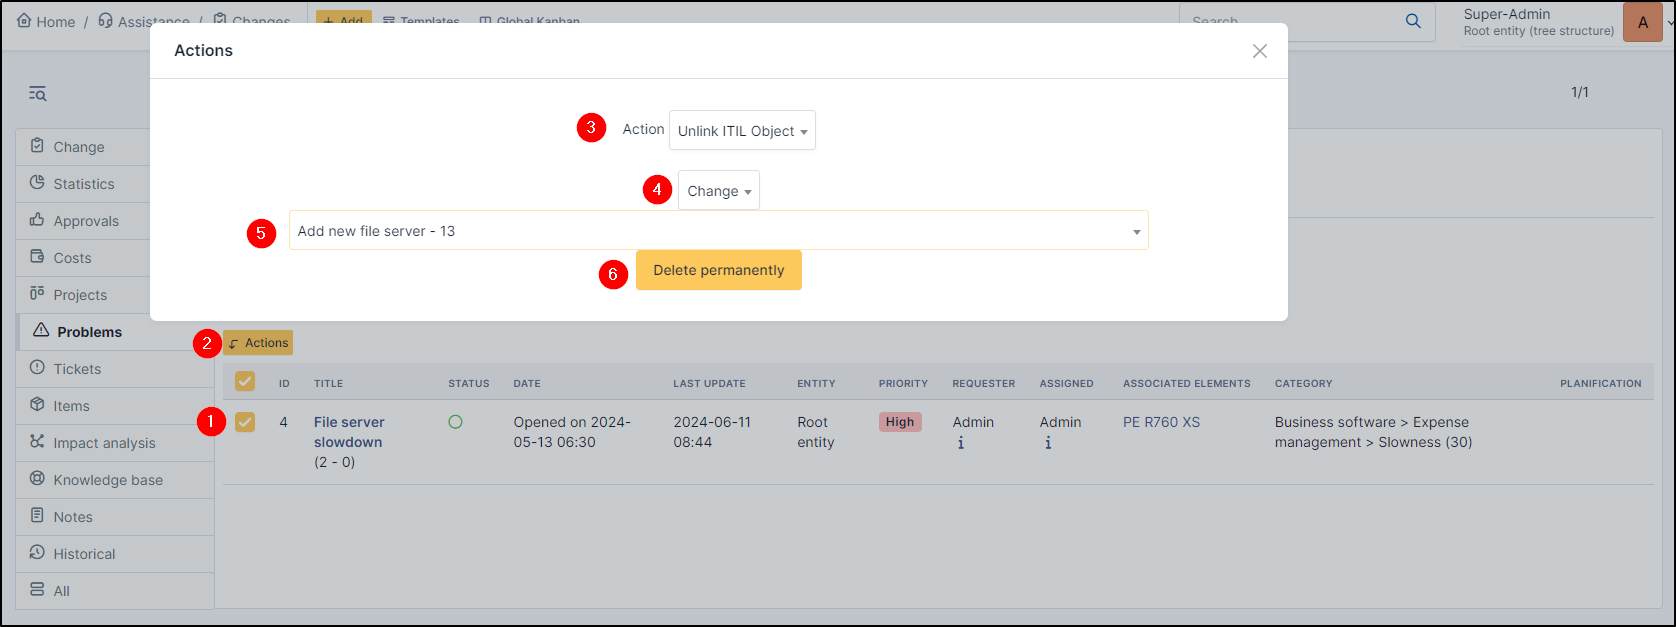 Home / Assistance / Changes
+ Add
Templates
Global Kanban
Search
Super-Admin
Root entity (tree structure)
A
Actions
1/1
3 Action Unlink ITIL Object
4 Change
5 Add new file server - 13
6 Delete permanently
Change
Statistics
Approvals
Costs
Projects
Problems
Tickets
Items
Impact analysis
Knowledge base
Notes
Historical
All
2 Actions
ID TITLE STATUS DATE LAST UPDATE ENTITY PRIORITY REQUESTER ASSIGNED ASSOCIATED ELEMENTS CATEGORY PLANIFICATION
1 4 File server Opened on 2024- 2024-06-11 Root High Admin Admin PE R760 XS Business software > Expense
slowdown 05-13 06:30 08:44 entity i i management > Slowness (30)
(2 - 0)